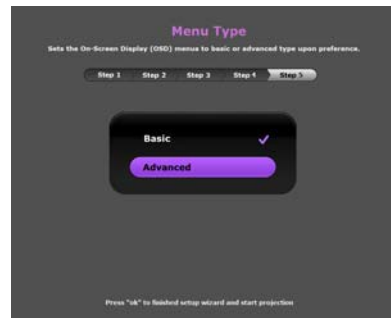 Menu Type
Sets the On-Screen Display (OSD) menus to basic or advanced type upon preference.
Step 1 Step 2 Step 3 Step 4 Step 5
Basic
Advanced
Press "ok" to finished setup wizard and start projection